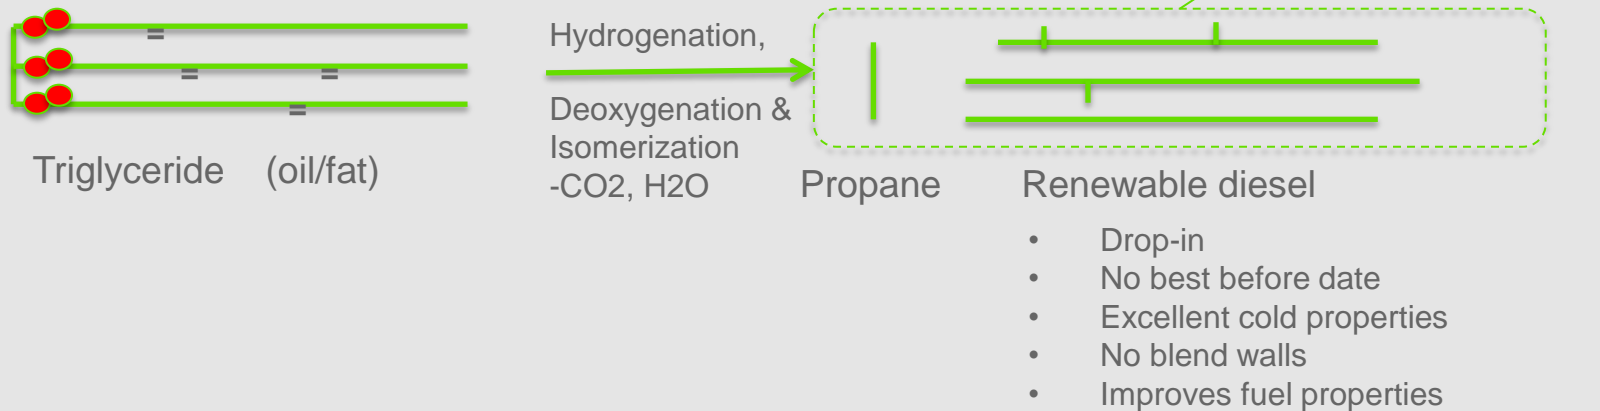 Hydrogenation,
Deoxygenation &
Isomerization
-CO2, H2O
Triglyceride (oil/fat)
Propane
Renewable diesel
• Drop-in
• No best before date
• Excellent cold properties
• No blend walls
• Improves fuel properties